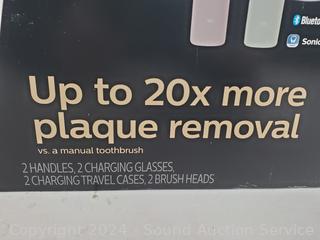 Bluetoo
Sonic
Up to 20x more
plaque removal
vs. a manual toothbrush
2 HANDLES, 2 CHARGING GLASSES,
2 CHARGING TRAVEL CASES, 2 BRUSH HEADS
Copyright 2024 - Sound Auction Service